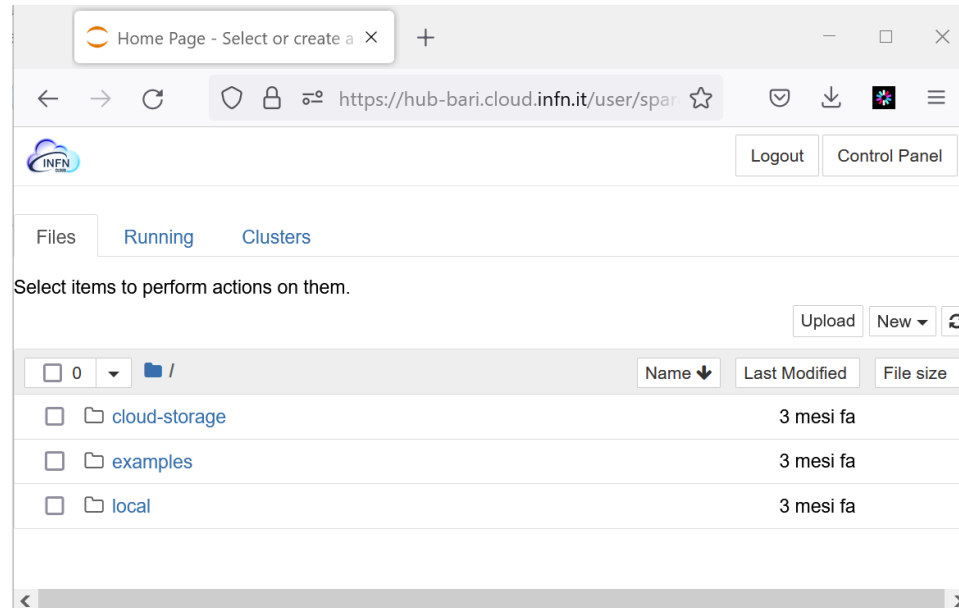 Home Page - Select or create a
https://hub-bari.cloud.infn.it/user/spar
INFN
Logout Control Panel
Files Running Clusters
Select items to perform actions on them.
Upload New
0 / Name Last Modified File size
cloud-storage 3 mesi fa
examples 3 mesi fa
local 3 mesi fa